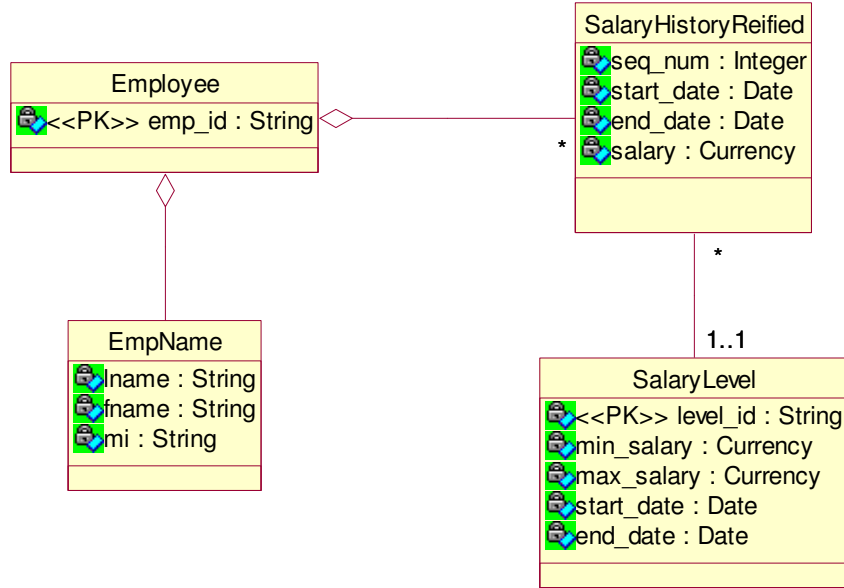 Employee
<<PK>> emp_id : String
SalaryHistoryReified
seq_num : Integer
start_date : Date
end_date : Date
salary : Currency
*
*
1..1
EmpName
lname : String
fname : String
mi : String
SalaryLevel
<<PK>> level_id : String
min_salary : Currency
max_salary : Currency
start_date : Date
end_date : Date